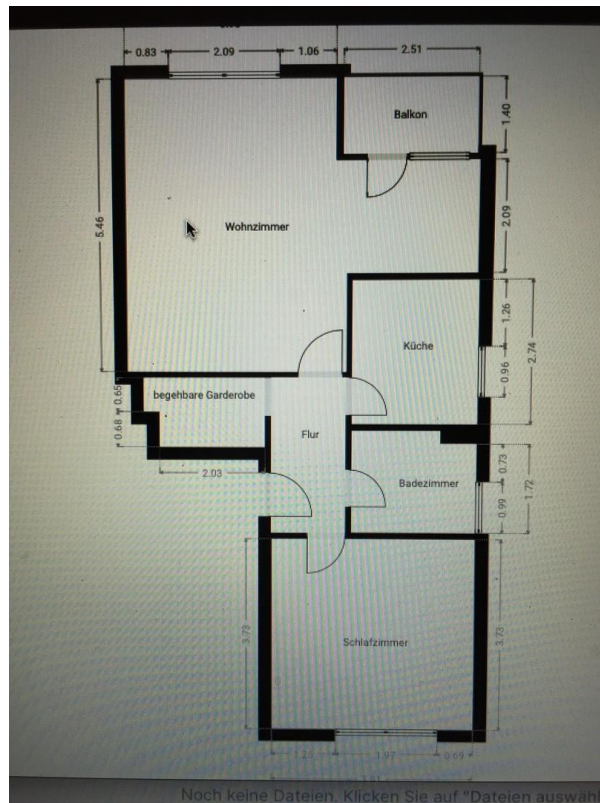 0.83
2.09
1.06
2.51
Balkon
1.40
5.46
Wohnzimmer
2.09
1.26
Küche
2.74
0.96
begehbare Garderobe
0.65
0.68
Flur
2.03
Badezimmer
0.73
1.72
0.99
3.73
Schlafzimmer
3.73
1.97
0.69
Noch keine Dateien. Klicken Sie auf "Dateien auswähl